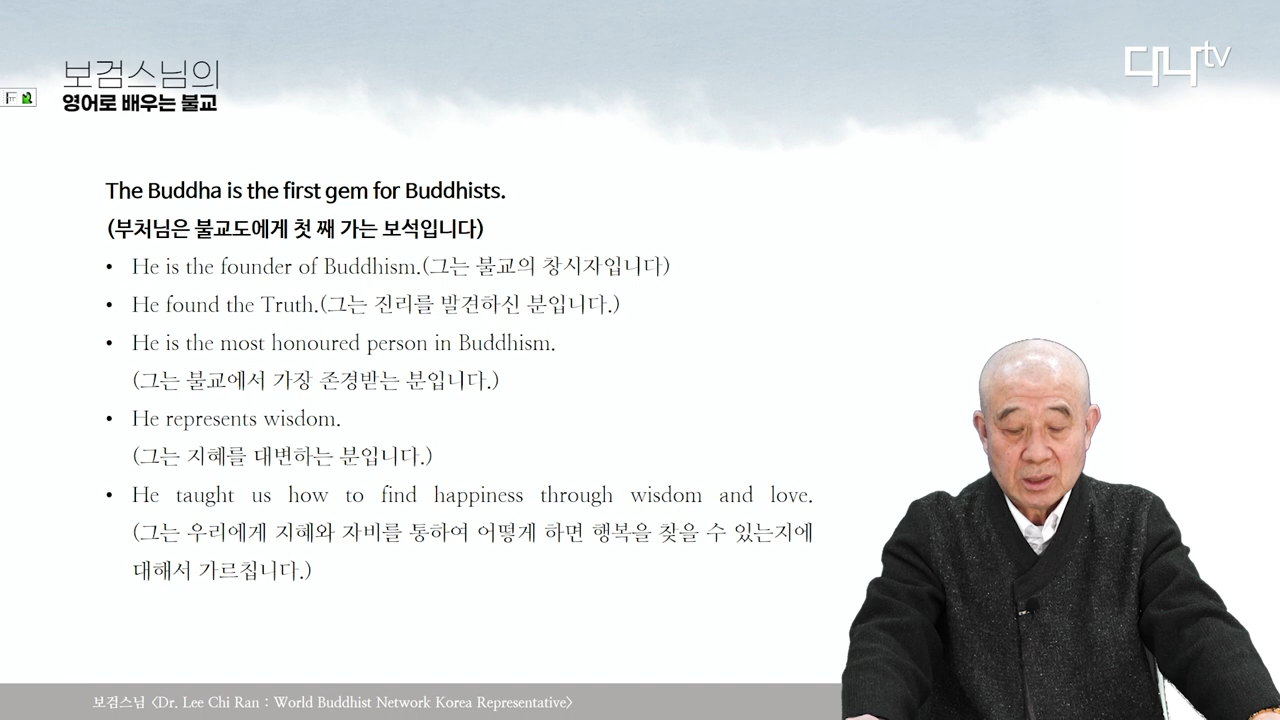 보검스님의
영어로 배우는 불교
디나tv
The Buddha is the first gem for Buddhists.
(부처님은 불교도에게 첫 째 가는 보석입니다)
• He is the founder of Buddhism.(그는 불교의 창시자입니다)
• He found the Truth.(그는 진리를 발견하신 분입니다.)
• He is the most honoured person in Buddhism.
(그는 불교에서 가장 존경받는 분입니다.)
• He represents wisdom.
(그는 지혜를 대변하는 분입니다.)
• He taught us how to find happiness through wisdom and love.
(그는 우리에게 지혜와 자비를 통하여 어떻게 하면 행복을 찾을 수 있는지에
대해서 가르칩니다.)
보검스님 <Dr. Lee Chi Ran : World Buddhist Network Korea Representative>